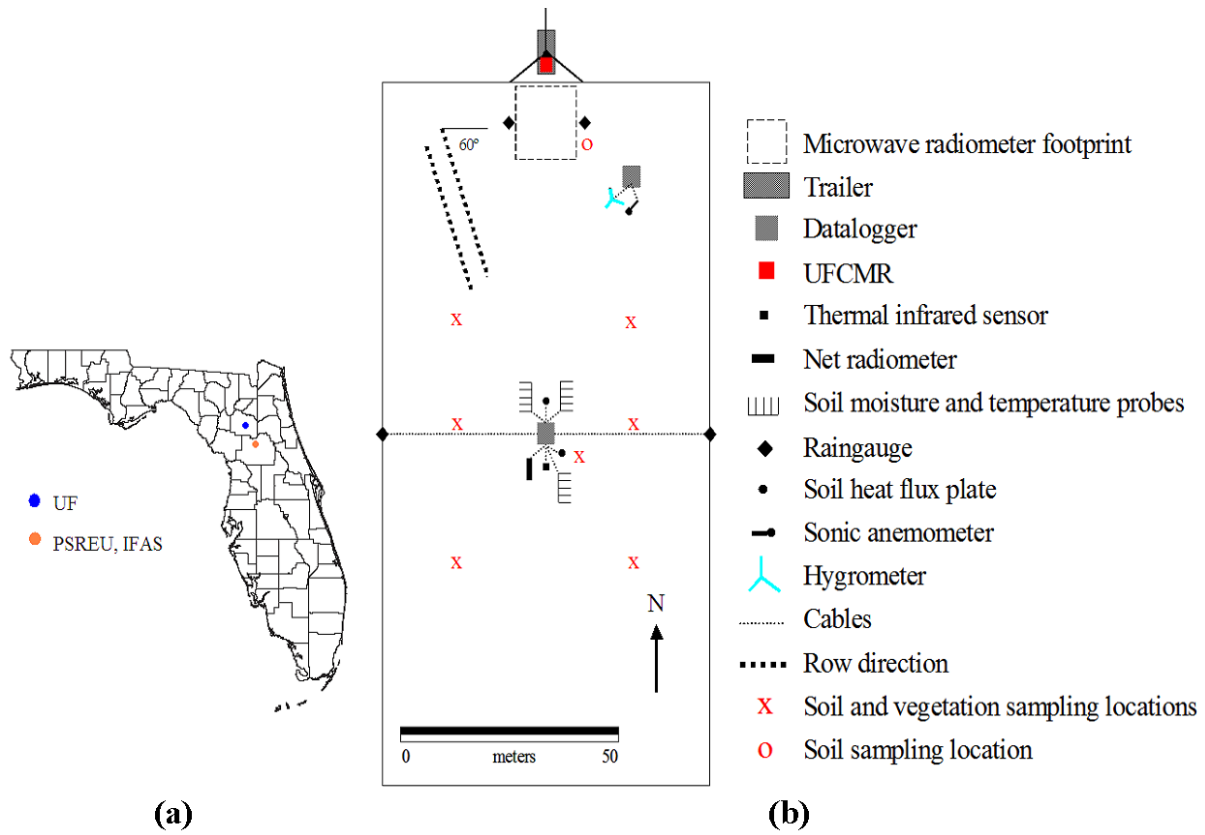 UF
PSREU, IFAS
(a)
60º
N
0 meters 50
Microwave radiometer footprint
Trailer
Datalogger
UFCMR
Thermal infrared sensor
Net radiometer
Soil moisture and temperature probes
Raingauge
Soil heat flux plate
Sonic anemometer
Hygrometer
Cables
Row direction
x Soil and vegetation sampling locations
o Soil sampling location
(b)